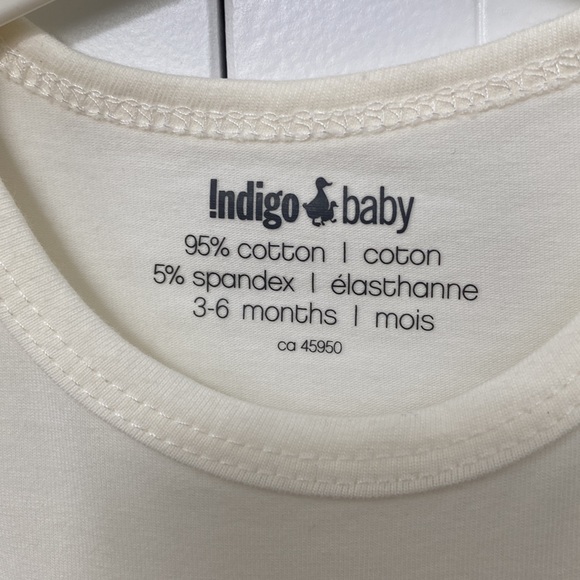 !ndigo baby
95% cotton | coton
5% spandex | élasthanne
3-6 months | mois
ca 45950